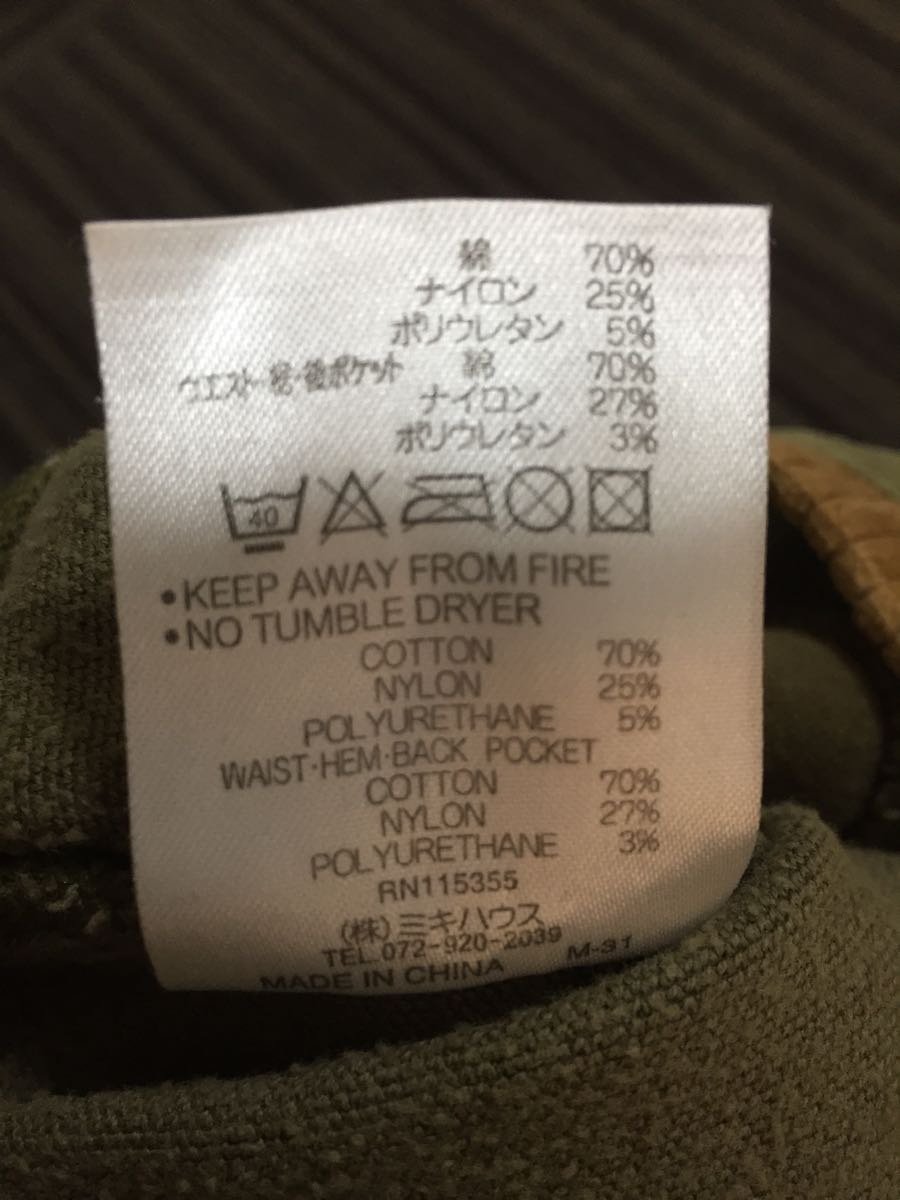 綿 70%
ナイロン 25%
ポリウレタン 5%
ウエスト・裾・後ポケット 綿 70%
ナイロン 27%
ポリウレタン 3%
40
•KEEP AWAY FROM FIRE
•NO TUMBLE DRYER
COTTON 70%
NYLON 25%
POLYURETHANE 5%
WAIST·HEM·BACK POCKET
COTTON 70%
NYLON 27%
POLYURETHANE 3%
RN115355
(株)ミキハウス
TEL.072-920-2039 M-31
MADE IN CHINA